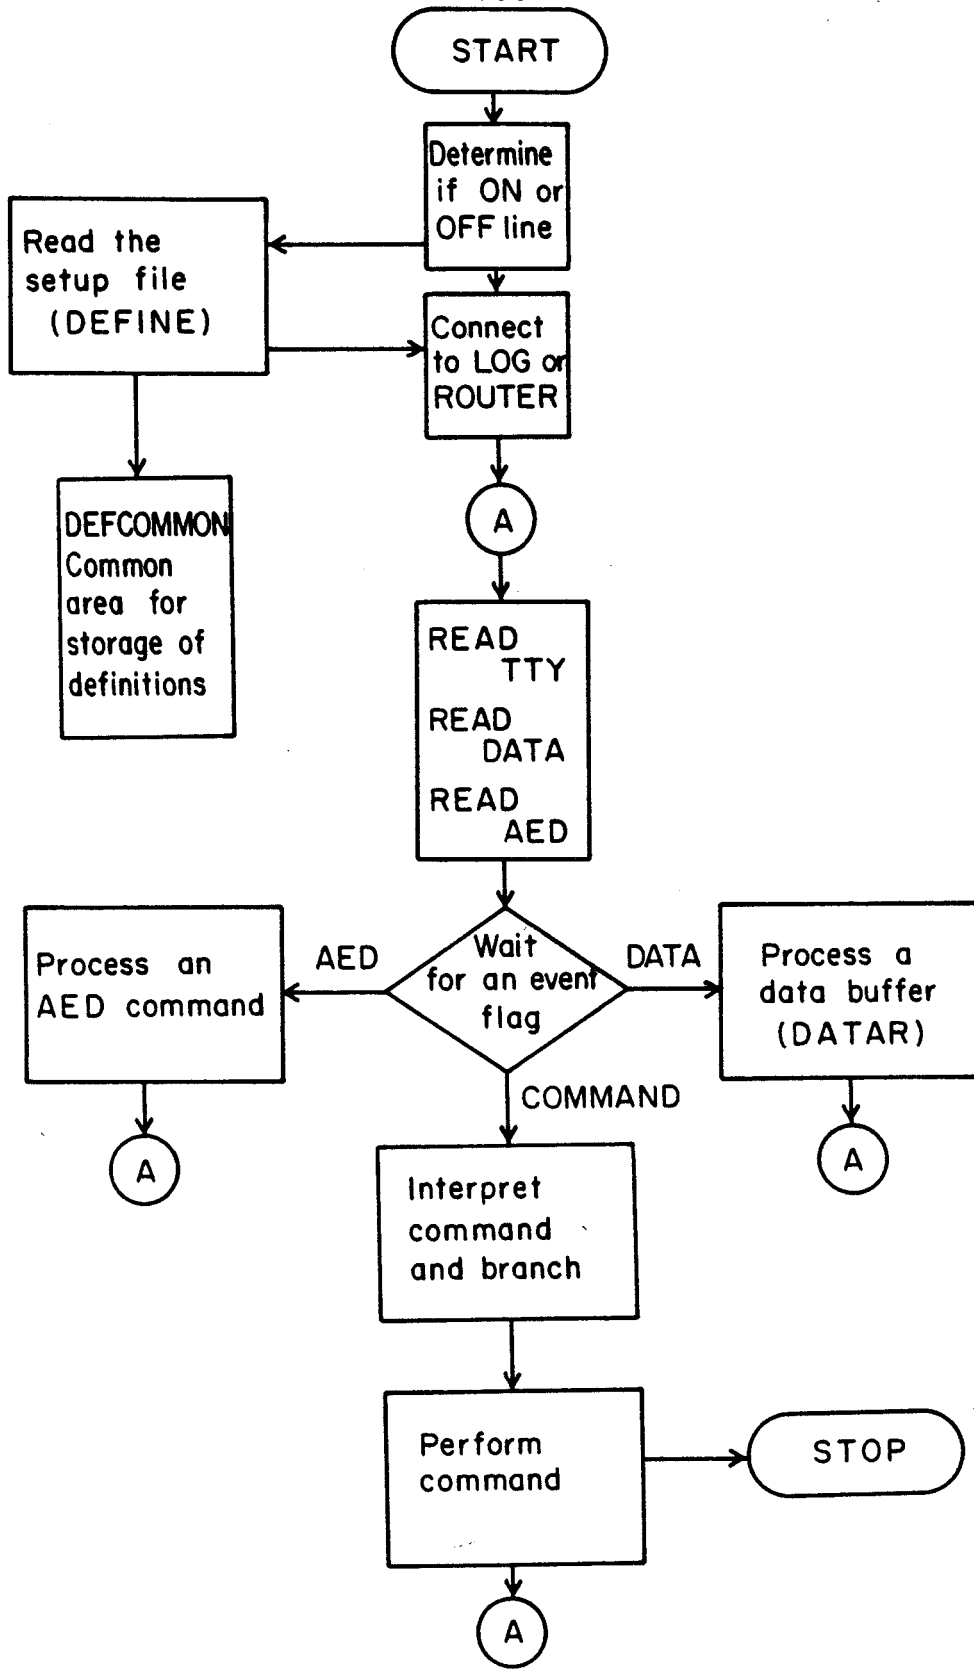 START
Determine
if ON or
OFF line
Read the
setup file
(DEFINE)
Connect
to LOG or
ROUTER
DEFCOMMON
Common
area for
storage of
definitions
A
READ
TTY
READ
DATA
READ
AED
Wait
for an event
flag
AED
DATA
COMMAND
Process an
AED command
A
Process a
data buffer
(DATAR)
A
Interpret
command
and branch
Perform
command
STOP
A